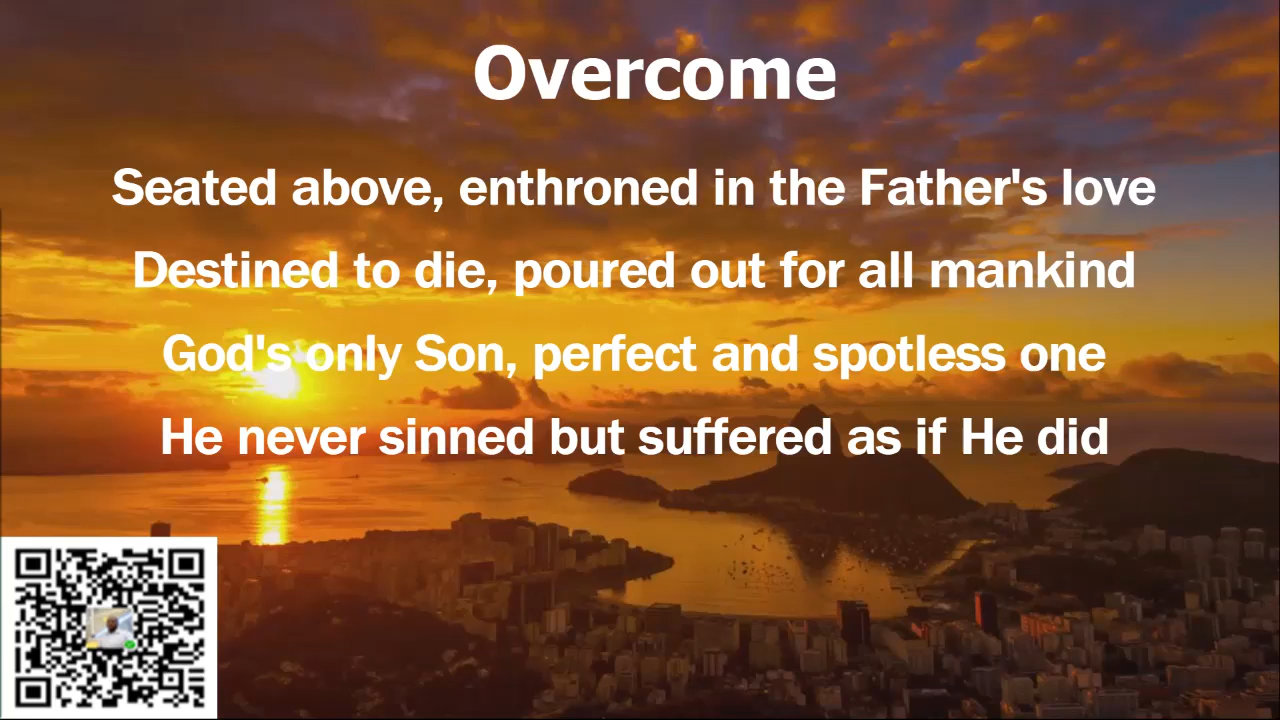 Overcome
Seated above, enthroned in the Father's love
Destined to die, poured out for all mankind
God's only Son, perfect and spotless one
He never sinned but suffered as if He did